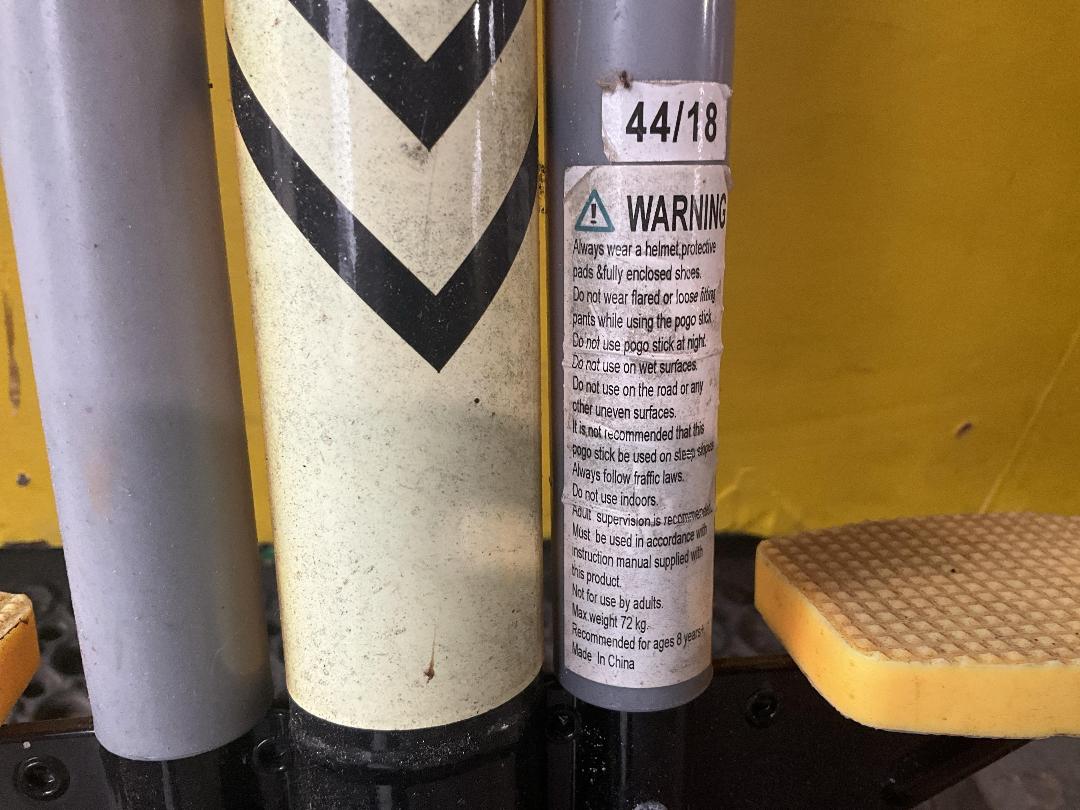 44/18
WARNING
Always wear a helmet,protective
pads &fully enclosed shoes.
Do not wear flared or loose fitting
pants while using the pogo stick
Do not use pogo stick at night.
Do not use on wet surfaces.
Do not use on the road or any
other uneven surfaces.
It is not recommended that this
pogo stick be used on steep slopes
Always follow fraffic laws.
Do not use indoors.
Adult supervision is recommended.
Must be used in accordance with
instruction manual supplied with
this product.
Not for use by adults.
Max.weight 72 kg.
Recommended for ages 8 years+
Made In China